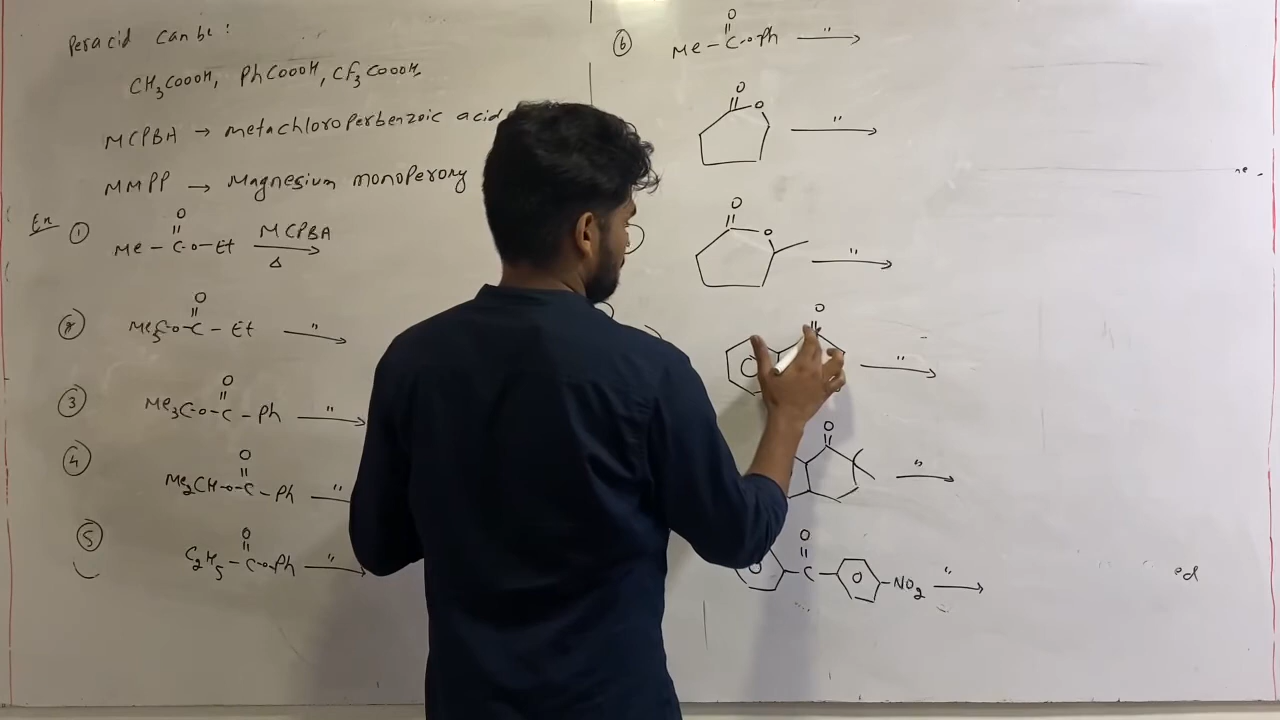 Peracid can be :
CH3COOOH, PhCOOOH, CF3COOOH,
MCPBA → metachloroperbenzoic acid
MMPP → Magnesium monoperoxy
Ex
① Me – C(=O)-O–Et MCPBA Δ →
② Me3C-O-C(=O) – Et " →
③ Me3C-O-C(=O) – Ph " →
④ Me2CH-O-C(=O) – Ph " →
⑤ C2H5 – C(=O)-O-Ph " →
⑥ Me – C(=O)-O-Ph " →
O O " →
O O " →
O " →
O " →
O C NO2 " →
ed